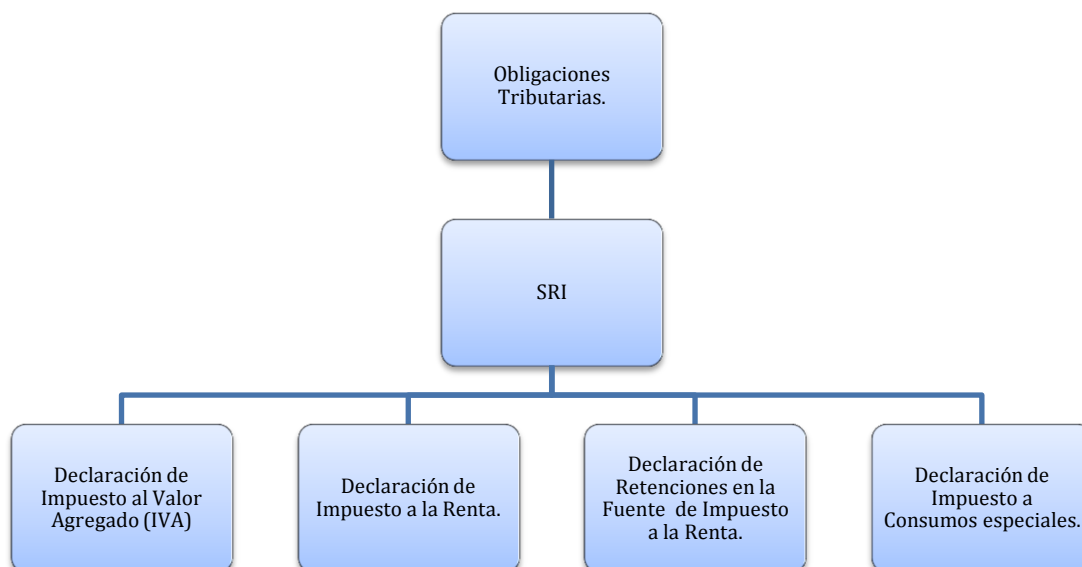 Obligaciones
Tributarias.
SRI
Declaración de
Impuesto al Valor
Agregado (IVA)
Declaración de
Impuesto a la Renta.
Declaración de
Retenciones en la
Fuente de Impuesto
a la Renta.
Declaración de
Impuesto a
Consumos especiales.